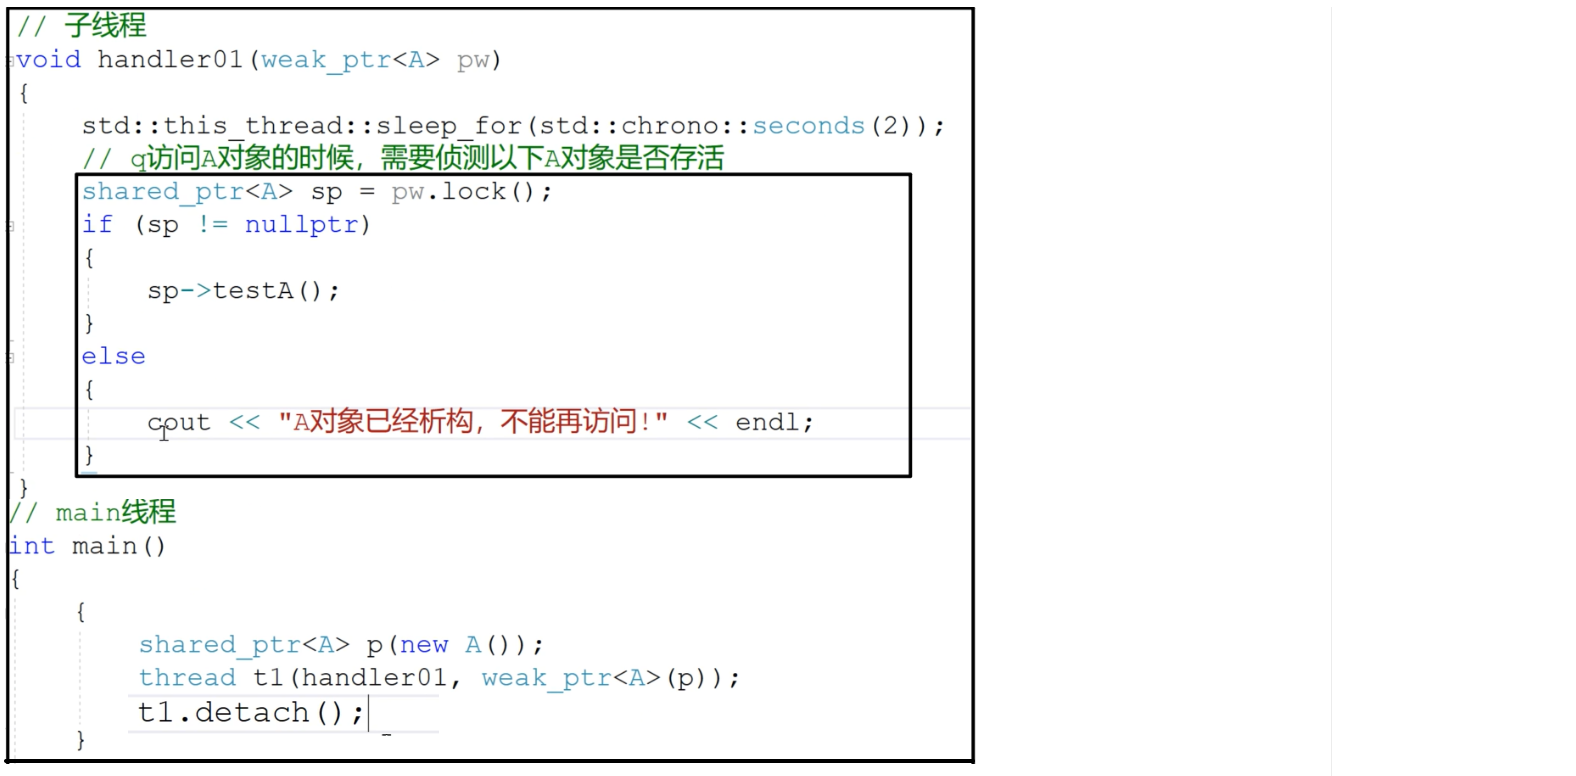 // 子线程
void handler01(weak_ptr<A> pw)
{
std::this_thread::sleep_for(std::chrono::seconds(2));
// q访问A对象的时候，需要侦测以下A对象是否存活
shared_ptr<A> sp = pw.lock();
if (sp != nullptr)
{
sp->testA();
}
else
{
cout << "A对象已经析构，不能再访问!" << endl;
}
}
// main线程
int main()
{
{
shared_ptr<A> p(new A());
thread t1(handler01, weak_ptr<A>(p));
t1.detach();
}